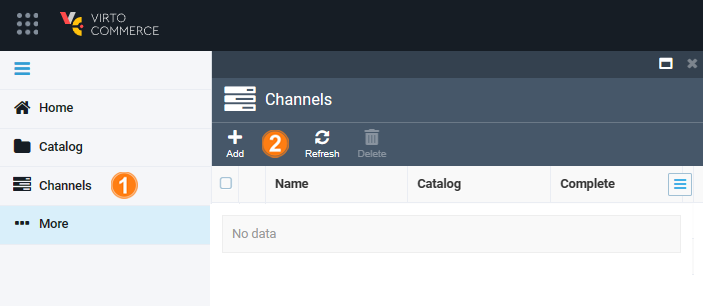 VIRTO
COMMERCE
Home
Catalog
Channels 1
More
Channels
Add 2 Refresh Delete
Name Catalog Complete
No data